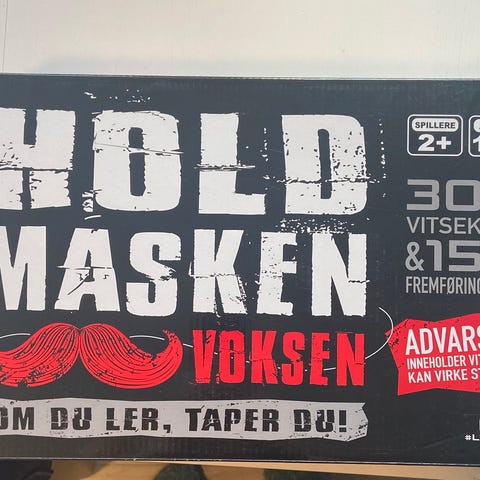 HOLD
MASKEN
VOKSEN
OM DU LER, TAPER DU!
SPILLERE
2+
30
VITSEK
&15
FREMFØRING
ADVARS
INNEHOLDER VIT
KAN VIRKE ST
#L